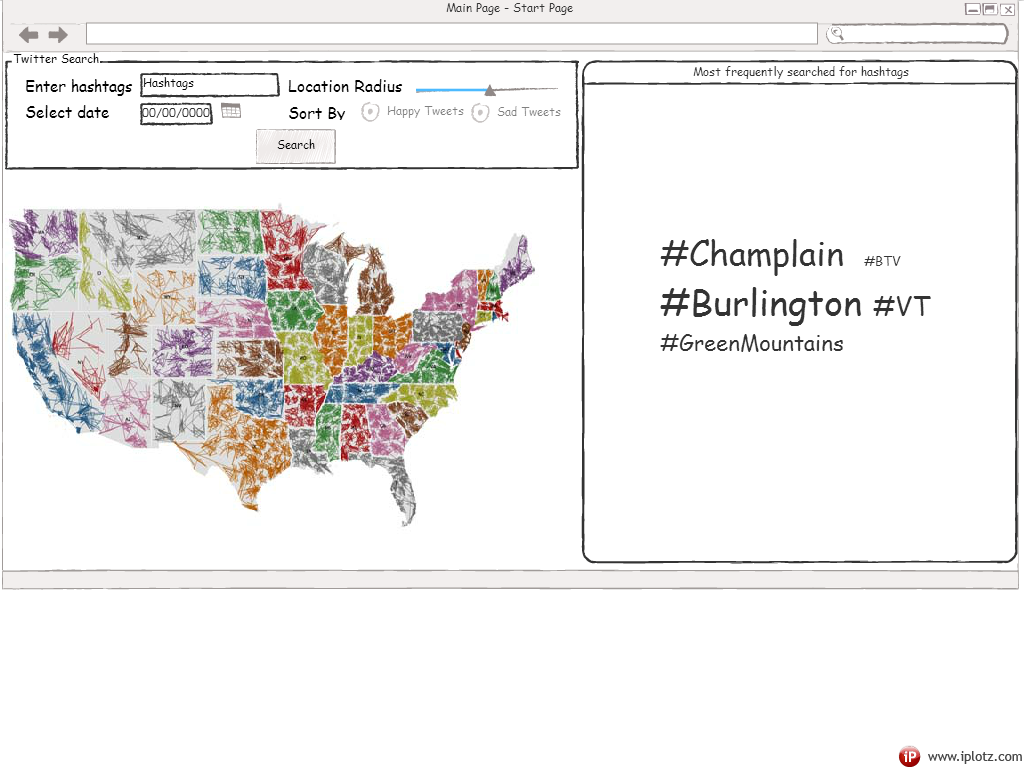 Main Page - Start Page
Twitter Search
Enter hashtags Hashtags Location Radius
Select date 00/00/0000 Sort By Happy Tweets Sad Tweets
Search
Most frequently searched for hashtags
#Champlain #BTV
#Burlington #VT
#GreenMountains
iP www.iplotz.com